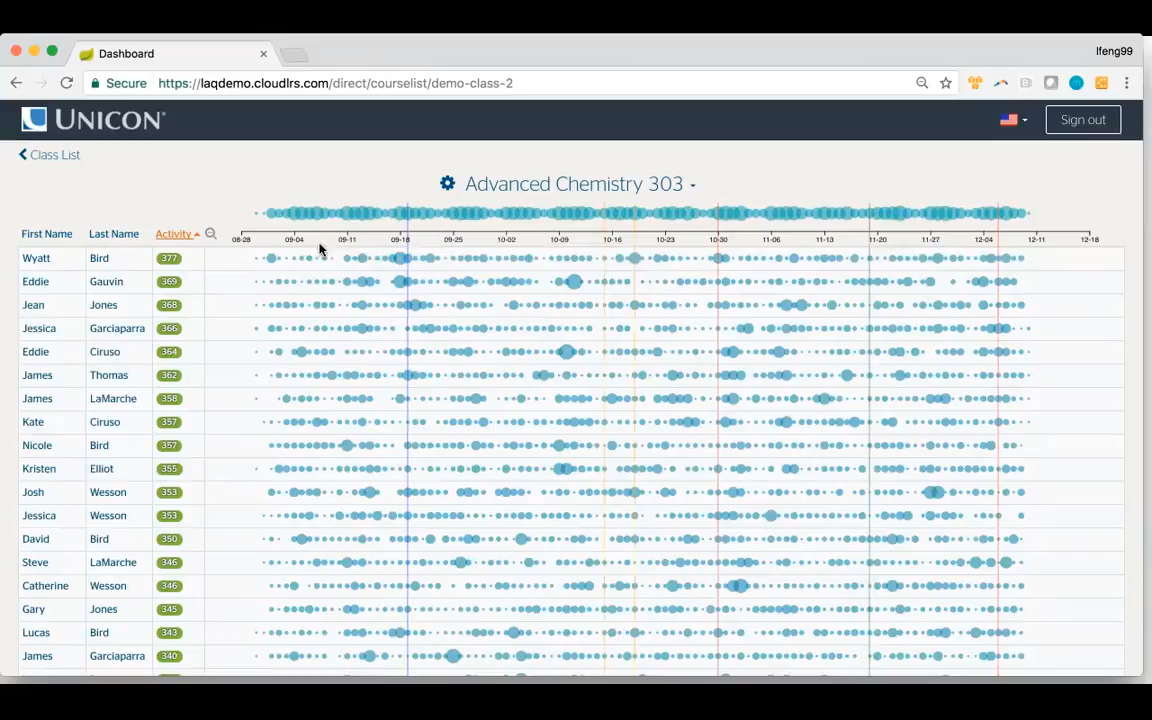 Dashboard
lfeng99
Secure https://laqdemo.cloudlrs.com/direct/courselist/demo-class-2
UNICON
Sign out
Class List
Advanced Chemistry 303
First Name Last Name Activity
08-28 09-04 09-11 09-18 09-25 10-02 10-09 10-16 10-23 10-30 11-06 11-13 11-20 11-27 12-04 12-11 12-18
Wyatt Bird 377
Eddie Gauvin 369
Jean Jones 368
Jessica Garciaparra 366
Eddie Ciruso 364
James Thomas 362
James LaMarche 358
Kate Ciruso 357
Nicole Bird 357
Kristen Elliot 355
Josh Wesson 353
Jessica Wesson 353
David Bird 350
Steve LaMarche 346
Catherine Wesson 346
Gary Jones 345
Lucas Bird 343
James Garciaparra 340